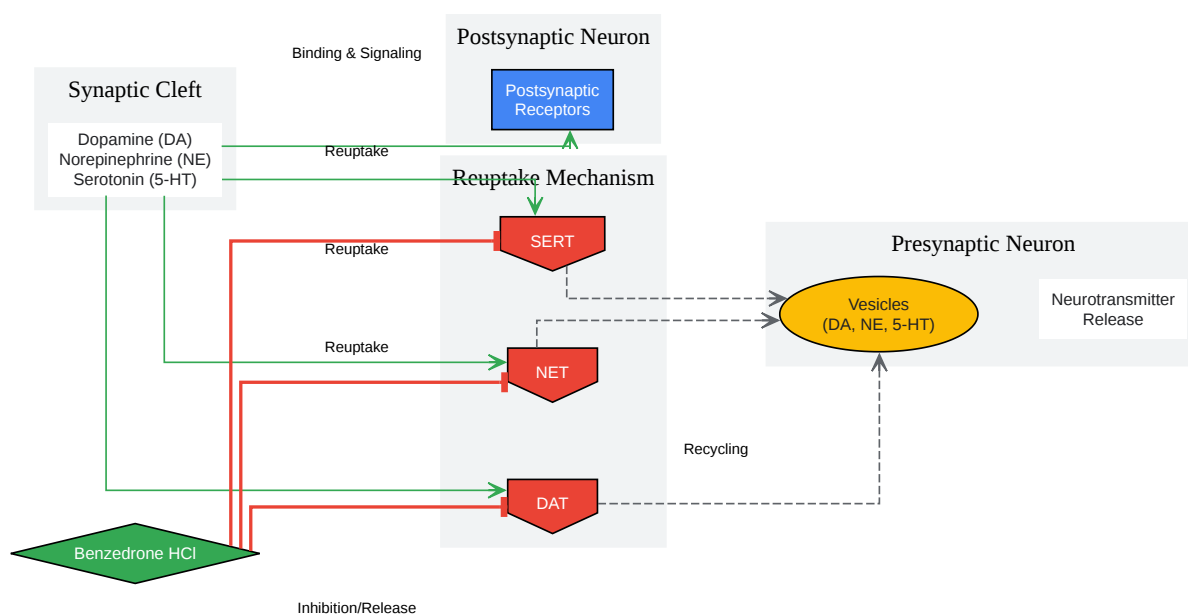 Postsynaptic Neuron
Binding & Signaling
Synaptic Cleft
Postsynaptic
Receptors
Dopamine (DA)
Norepinephrine (NE)
Serotonin (5-HT)
Reuptake
Reuptake Mechanism
SERT
Reuptake
Presynaptic Neuron
Vesicles
(DA, NE, 5-HT)
Neurotransmitter
Release
Reuptake
NET
Recycling
DAT
Benzedrone HCl
Inhibition/Release